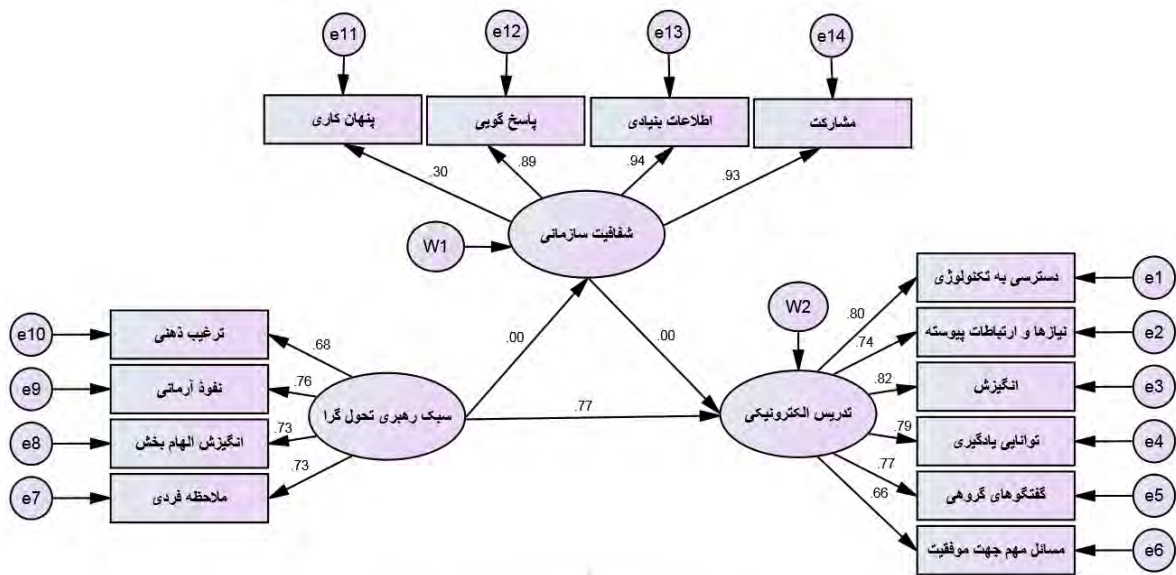 e11
e12
e13
e14
پنهان کاری
پاسخ گویی
اطلاعات بنیادی
مشارکت
.30
.89
.94
.93
شفافیت سازمانی
W1
.00
.00
.77
W2
e10
ترغیب ذهنی
.68
e9
نفوذ آرمانی
.76
e8
انگیزش الهام بخش
.73
e7
ملاحظه فردی
.73
سبک رهبری تحول گرا
تدریس الکترونیکی
.80
دسترسی به تکنولوژی
e1
.74
نیازها و ارتباطات پیوسته
e2
.82
انگیزش
e3
.79
توانایی یادگیری
e4
.77
گفتگوهای گروهی
e5
.66
مسائل مهم جهت موفقیت
e6